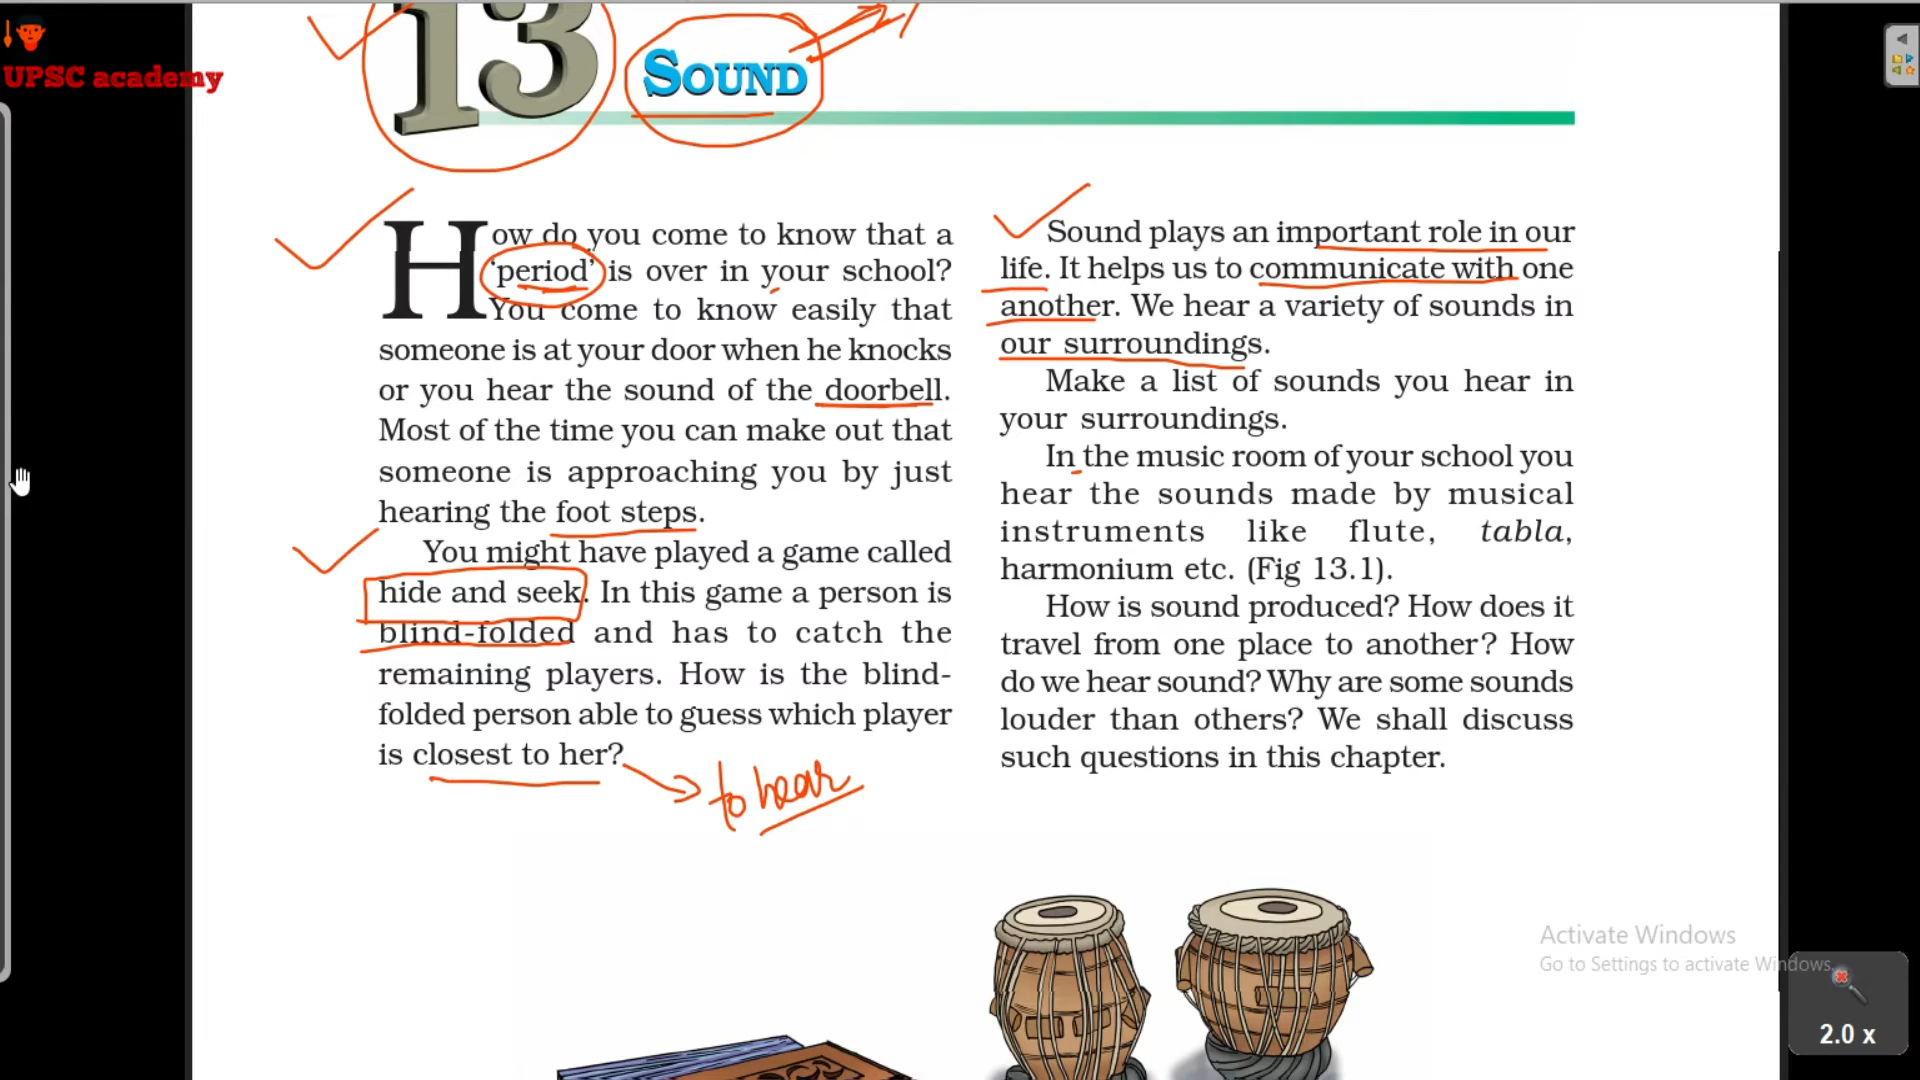 UPSC academy
13
SOUND
How do you come to know that a
'period' is over in your school?
You come to know easily that
someone is at your door when he knocks
or you hear the sound of the doorbell.
Most of the time you can make out that
someone is approaching you by just
hearing the foot steps.
You might have played a game called
hide and seek. In this game a person is
blind-folded and has to catch the
remaining players. How is the blind-
folded person able to guess which player
is closest to her?
to hear
Sound plays an important role in our
life. It helps us to communicate with one
another. We hear a variety of sounds in
our surroundings.
Make a list of sounds you hear in
your surroundings.
In the music room of your school you
hear the sounds made by musical
instruments like flute, tabla,
harmonium etc. (Fig 13.1).
How is sound produced? How does it
travel from one place to another? How
do we hear sound? Why are some sounds
louder than others? We shall discuss
such questions in this chapter.
Activate Windows
Go to Settings to activate Windows.
2.0 x